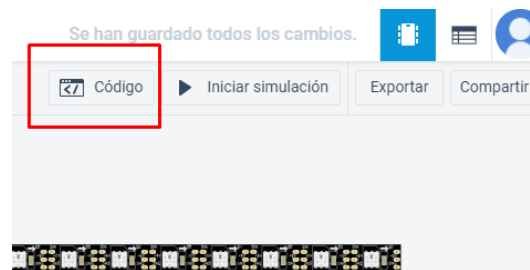 Se han guardado todos los cambios.
Código
Iniciar simulación
Exportar
Compartir